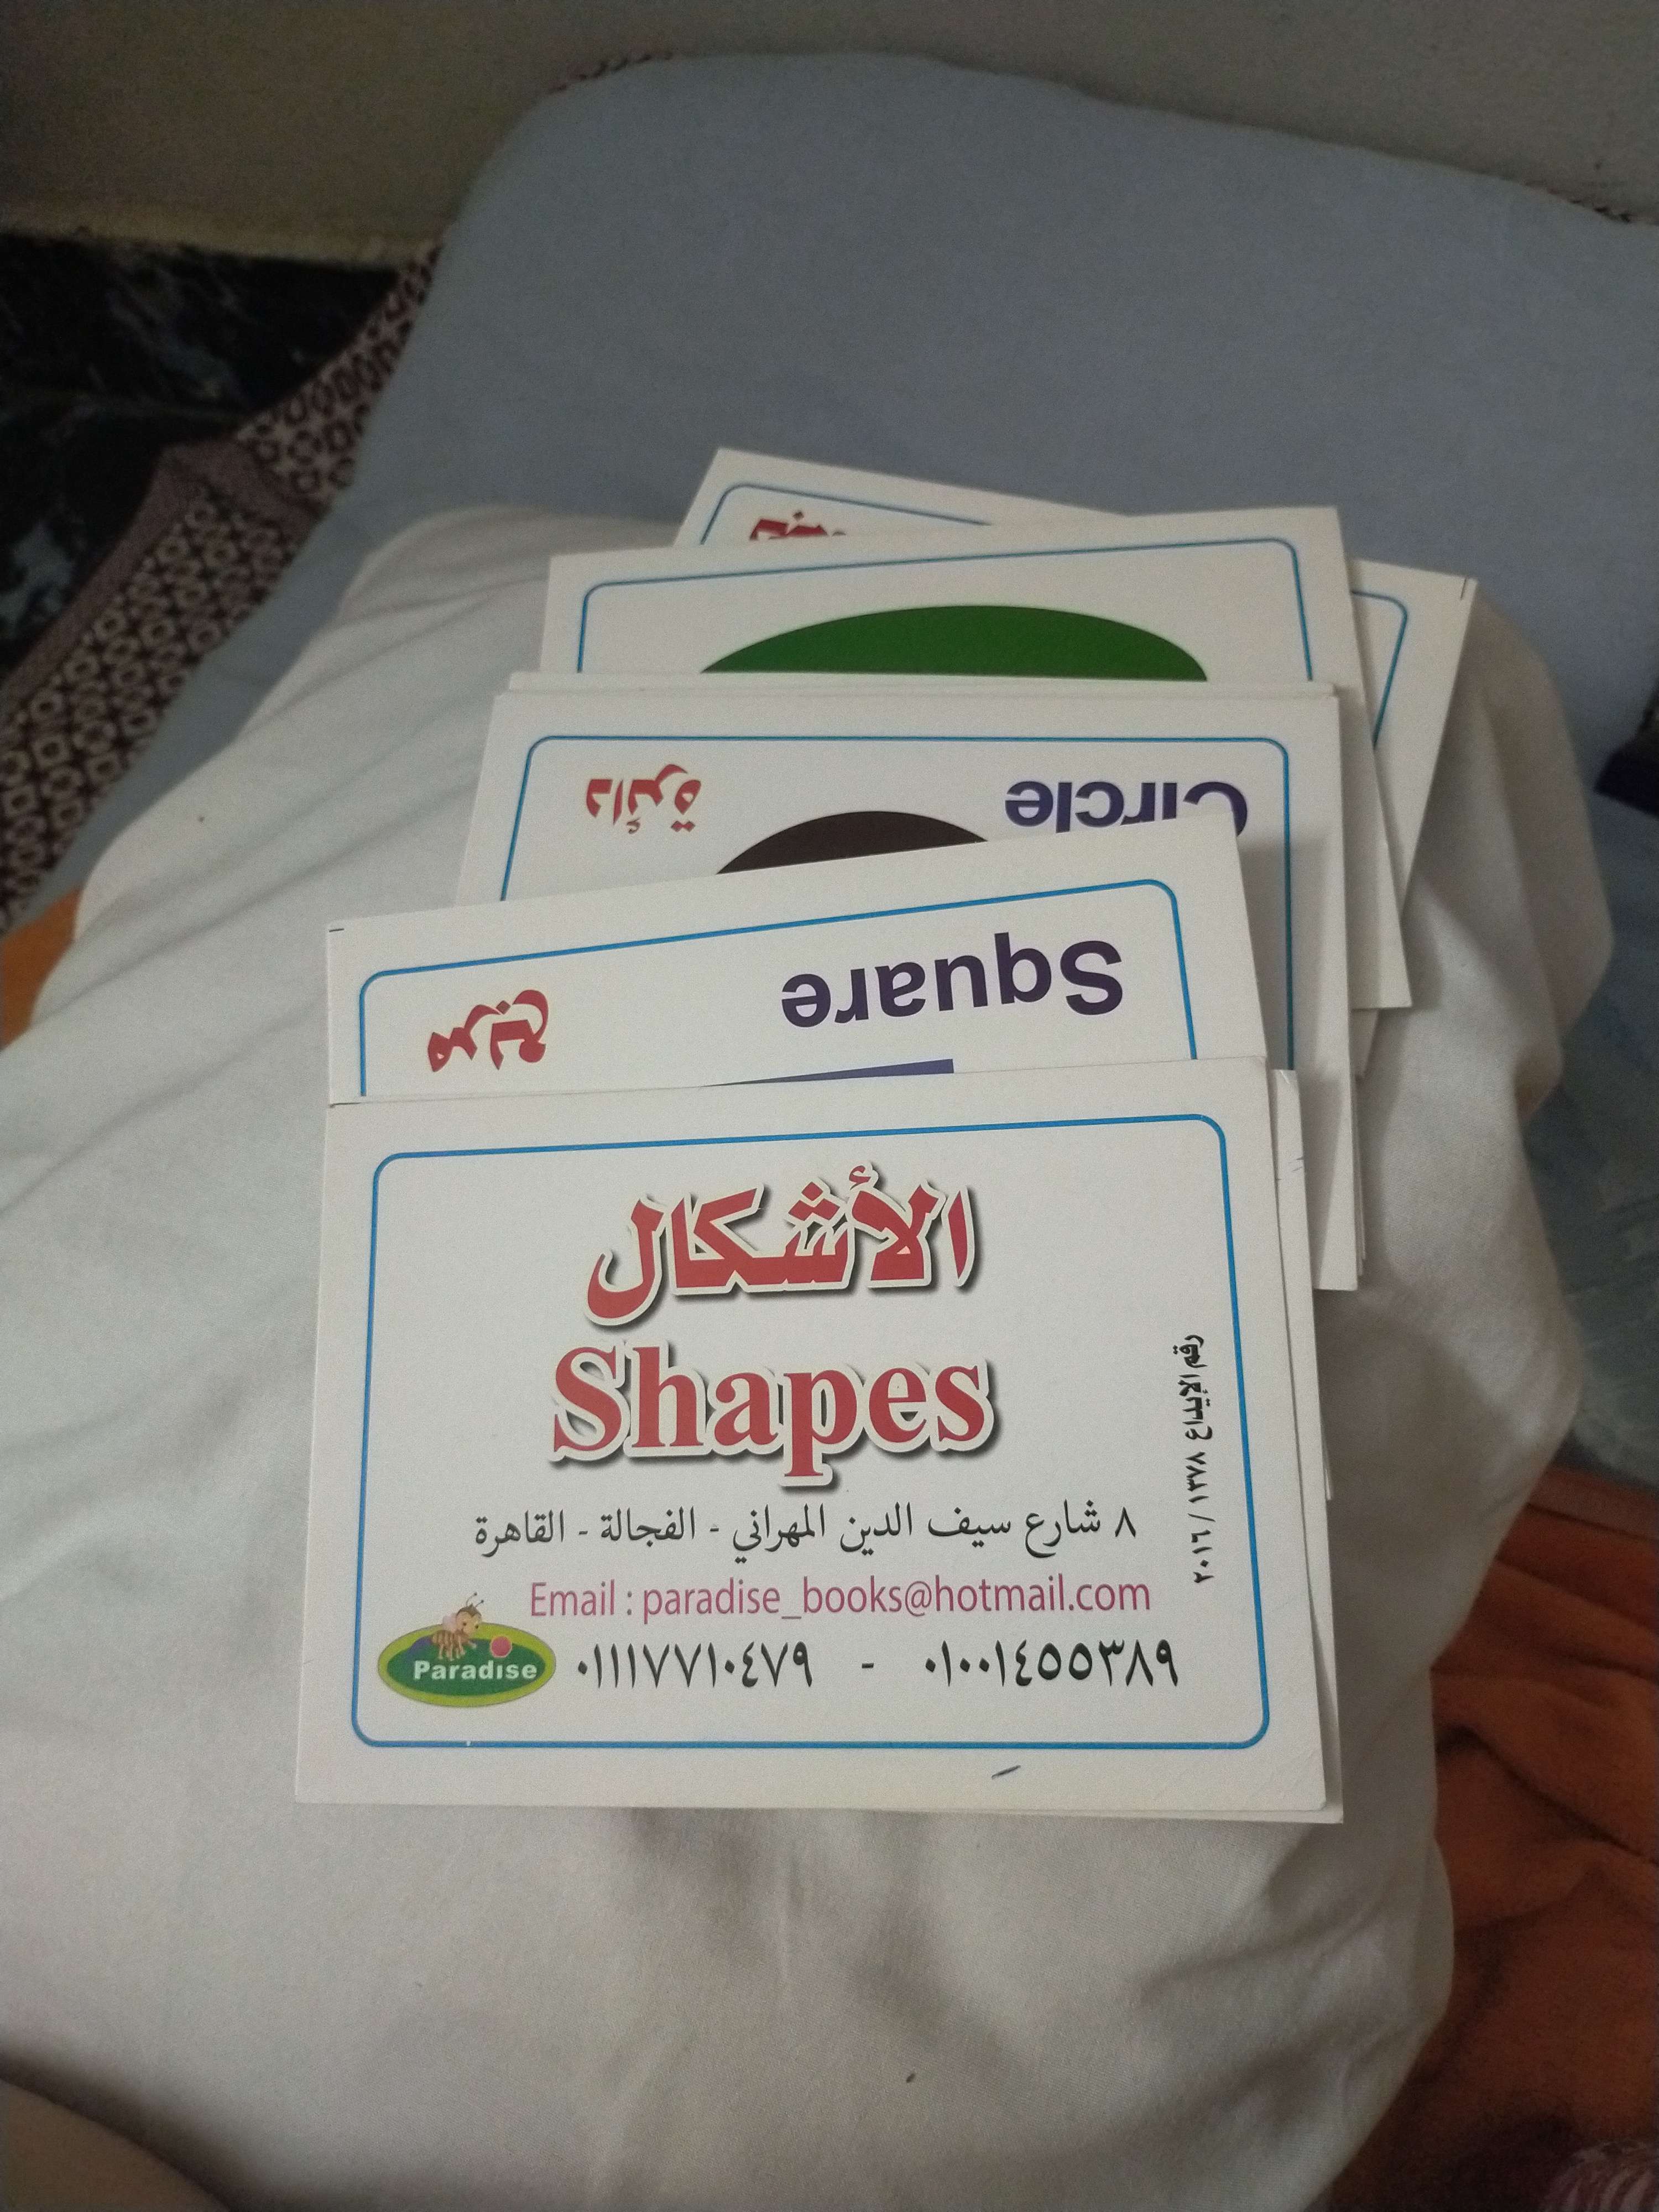 دائرة
Circle
مربع
Square
الأشكال
Shapes
٨ شارع سيف الدين المهراني - الفجالة - القاهرة
Email : paradise_books@hotmail.com
Paradise
٠١١١٧٧١٠٤٧٩ - ٠١٠٠١٤٥٥٣٨٩
رقم الإيداع ١٣٧٨ / ٢٠١٦